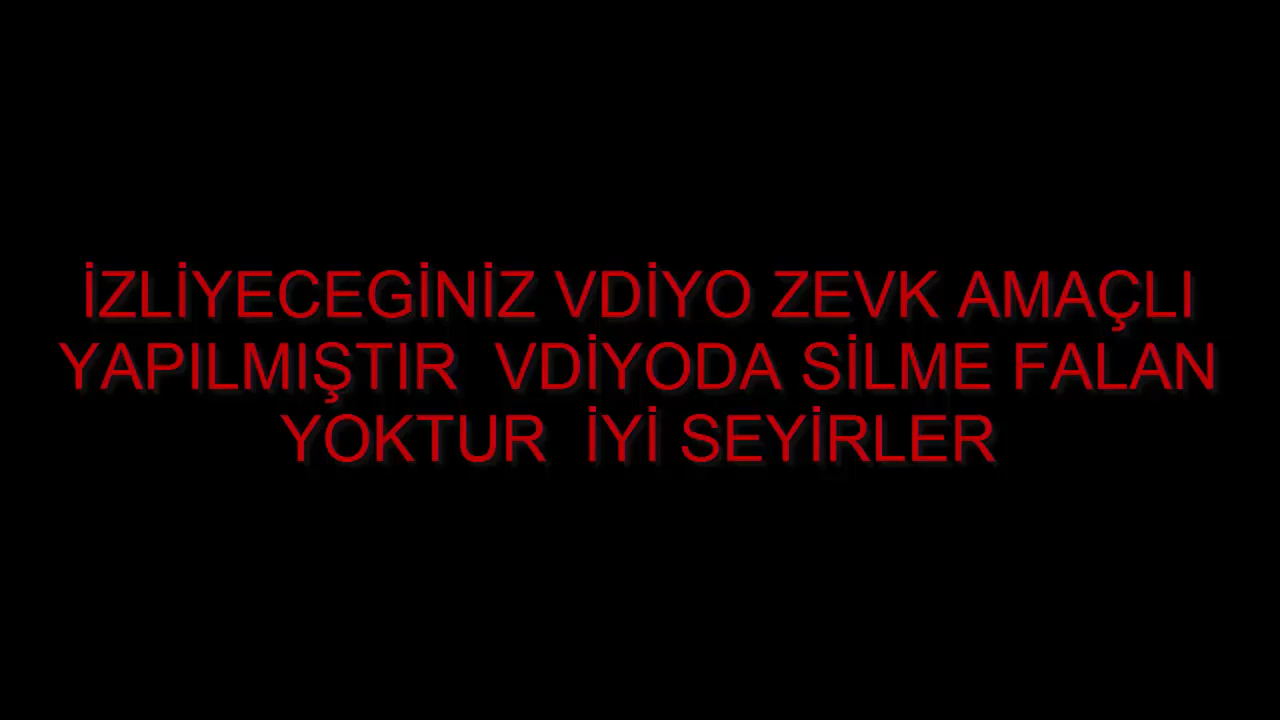 İZLİYECEGİNİZ VDİYO ZEVK AMAÇLI
YAPILMIŞTIR  VDİYODA SİLME FALAN
YOKTUR  İYİ SEYİRLER